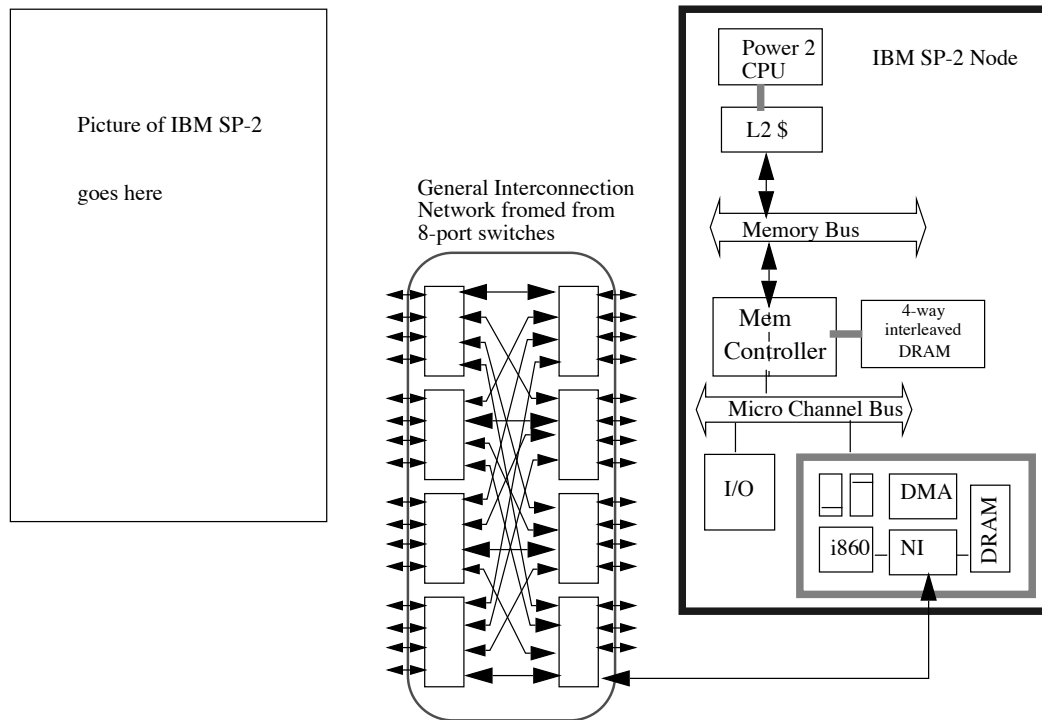 Picture of IBM SP-2
goes here
General Interconnection
Network fromed from
8-port switches
IBM SP-2 Node
Power 2
CPU
L2 $
Memory Bus
Mem
Controller
4-way
interleaved
DRAM
Micro Channel Bus
I/O
DMA
i860
NI
DRAM